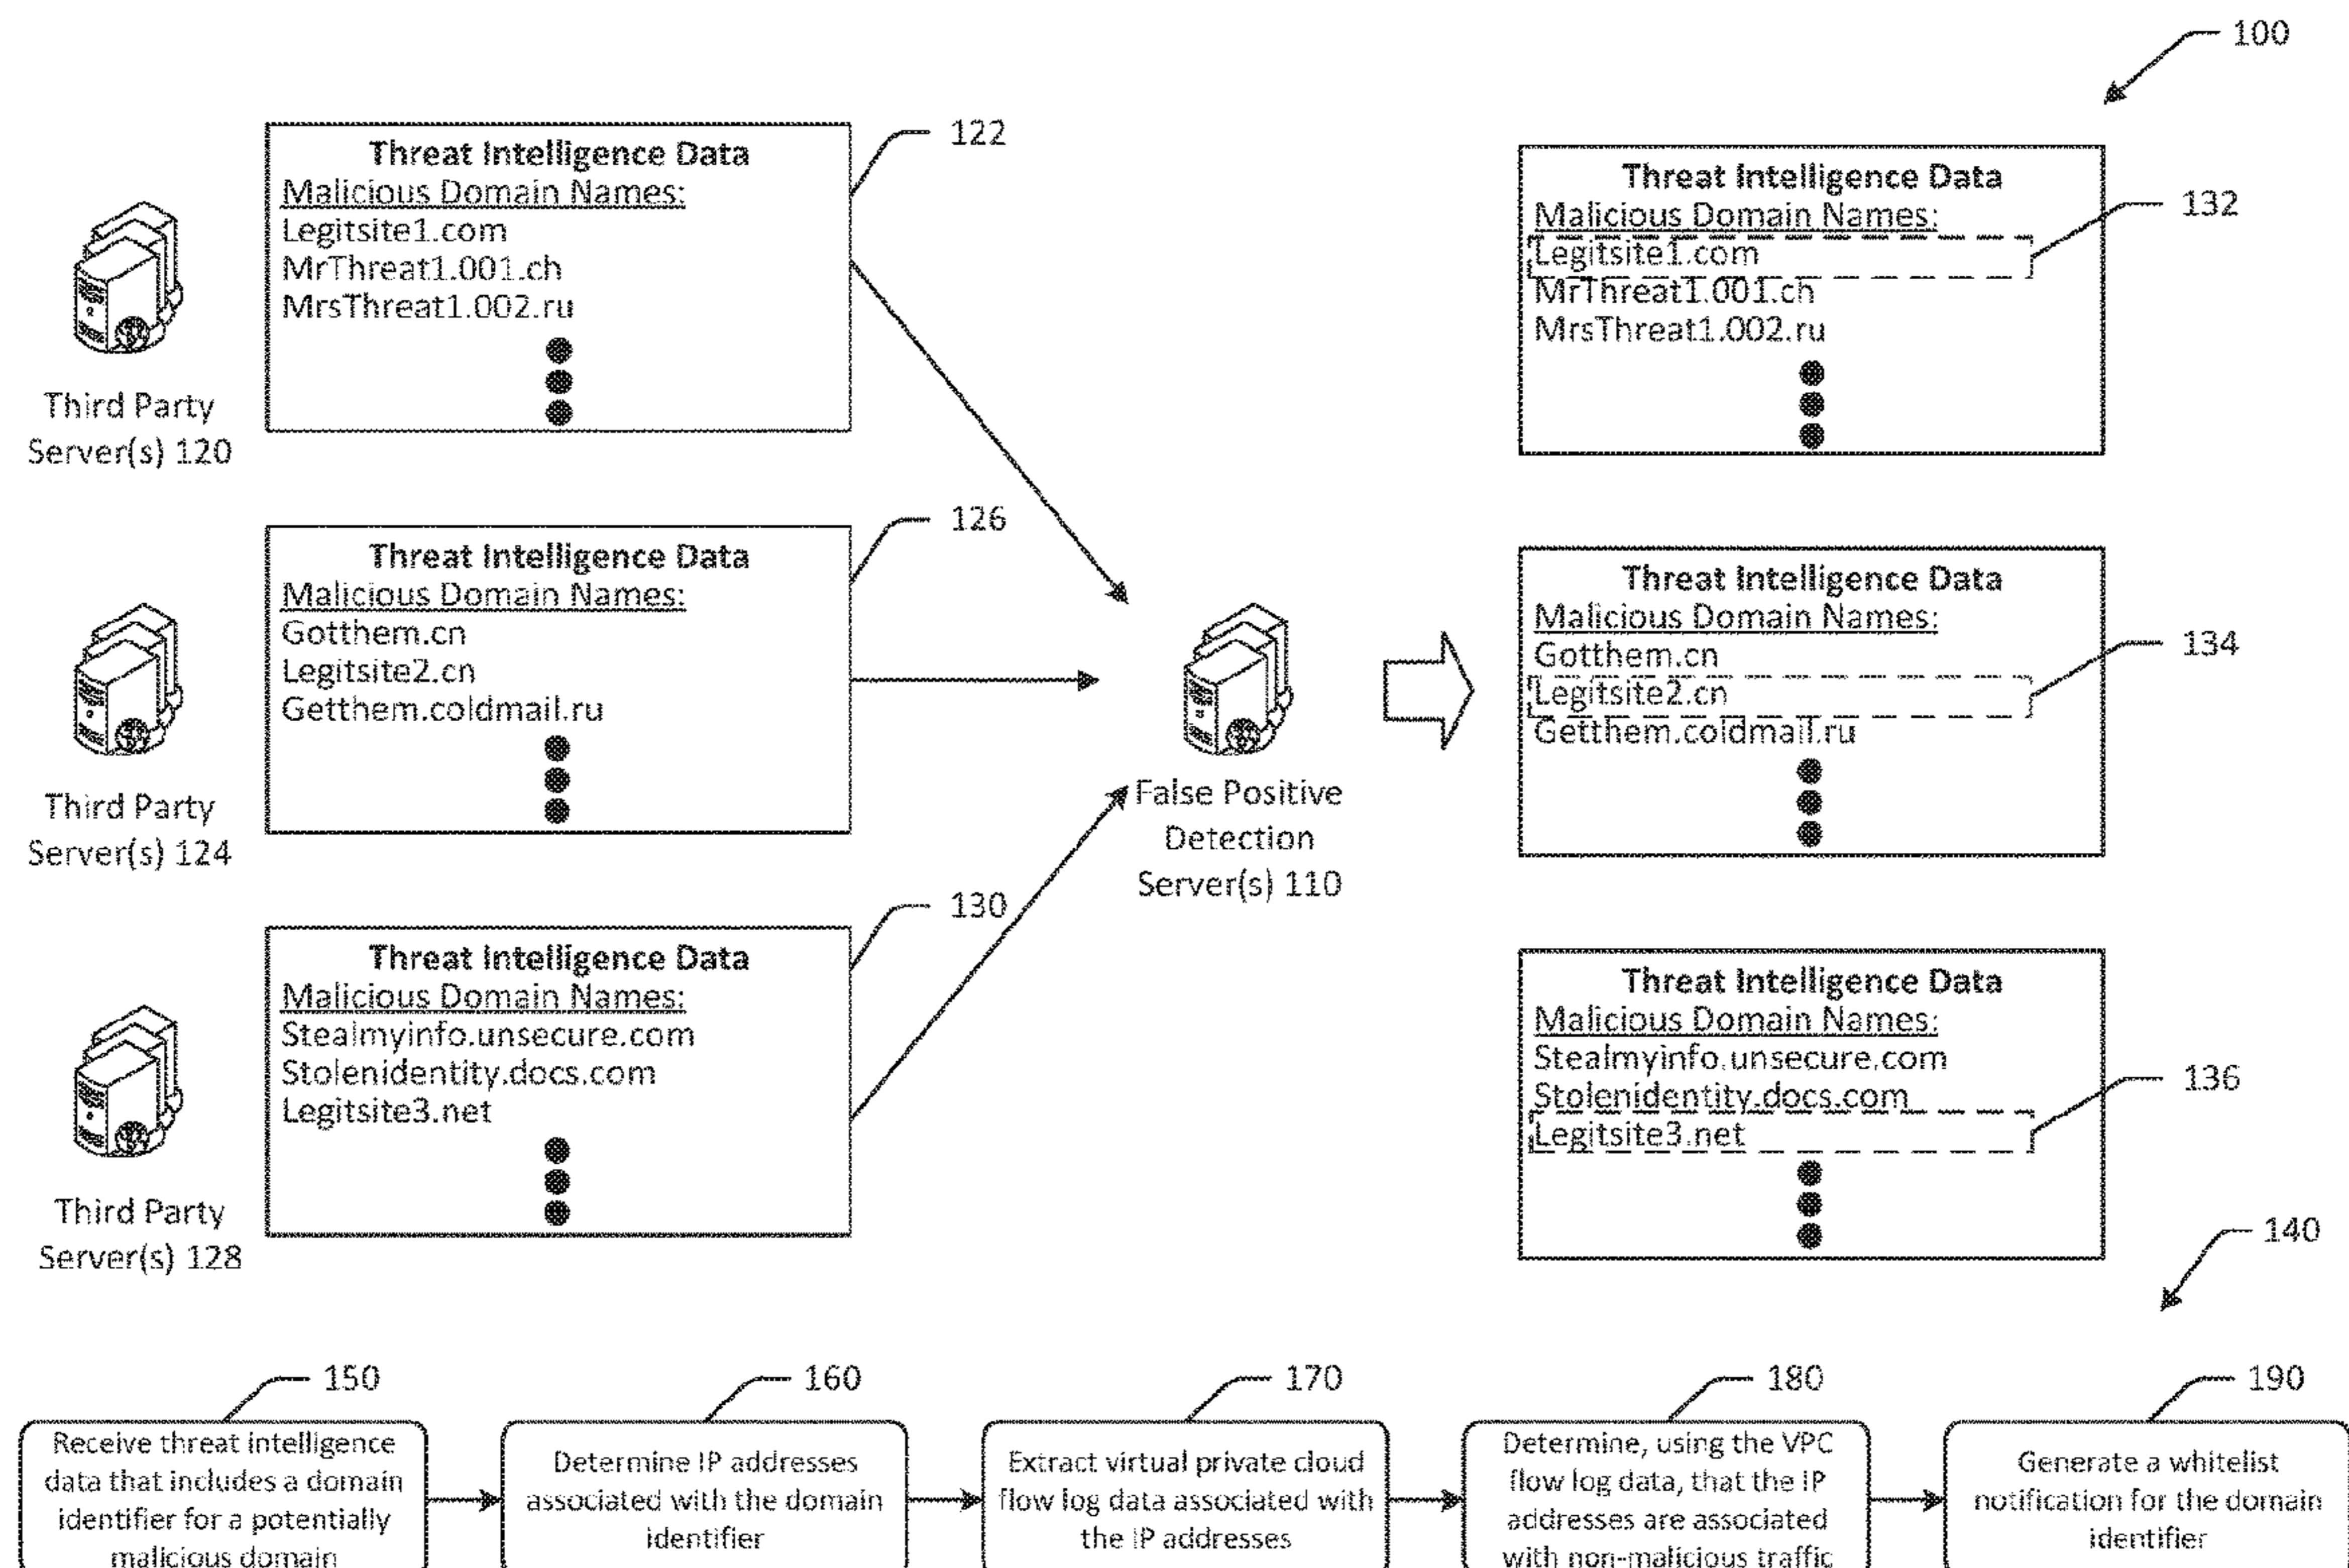 100
122
Threat Intelligence Data
Malicious Domain Names:
Legitsite1.com
MrThreat1.001.ch
MrsThreat1.002.ru
Third Party
Server(s) 120
132
Threat Intelligence Data
Malicious Domain Names:
Legitsite1.com
MrThreat1.001.ch
MrsThreat1.002.ru
126
Threat Intelligence Data
Malicious Domain Names:
Gotthem.cn
Legitsite2.cn
Getthem.coldmail.ru
Third Party
Server(s) 124
False Positive
Detection
Server(s) 110
134
Threat Intelligence Data
Malicious Domain Names:
Gotthem.cn
Legitsite2.cn
Getthem.coldmail.ru
130
Threat Intelligence Data
Malicious Domain Names:
Stealmyinfo.unsecure.com
Stolenidentity.docs.com
Legitsite3.net
Third Party
Server(s) 128
136
Threat Intelligence Data
Malicious Domain Names:
Stealmyinfo.unsecure.com
Stolenidentity.docs.com
Legitsite3.net
140
150
Receive threat intelligence
data that includes a domain
identifier for a potentially
malicious domain
160
Determine IP addresses
associated with the domain
identifier
170
Extract virtual private cloud
flow log data associated with
the IP addresses
180
Determine, using the VPC
flow log data, that the IP
addresses are associated
with non-malicious traffic
190
Generate a whitelist
notification for the domain
identifier